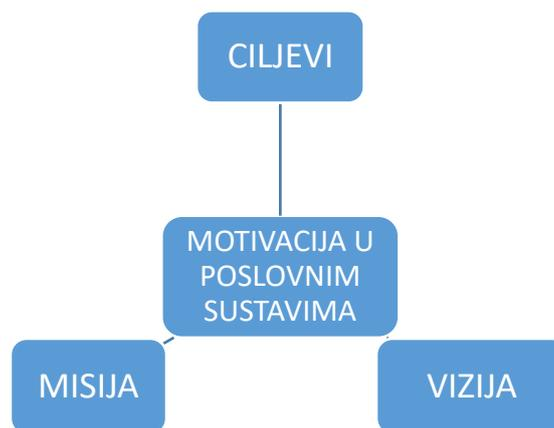 CILJEVI
MOTIVACIJA U
POSLOVNIM
SUSTAVIMA
MISIJA
VIZIJA